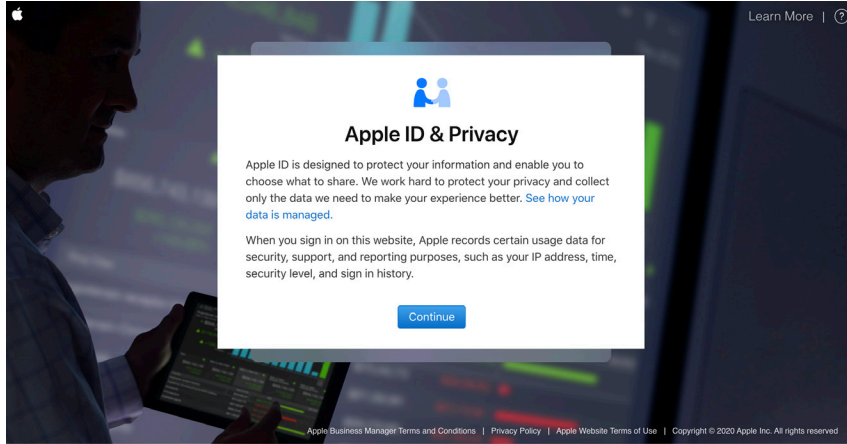 Learn More | ?
Apple ID & Privacy
Apple ID is designed to protect your information and enable you to
choose what to share. We work hard to protect your privacy and collect
only the data we need to make your experience better. See how your
data is managed.
When you sign in on this website, Apple records certain usage data for
security, support, and reporting purposes, such as your IP address, time,
security level, and sign in history.
Continue
Apple Business Manager Terms and Conditions | Privacy Policy | Apple Website Terms of Use | Copyright © 2020 Apple Inc. All rights reserved